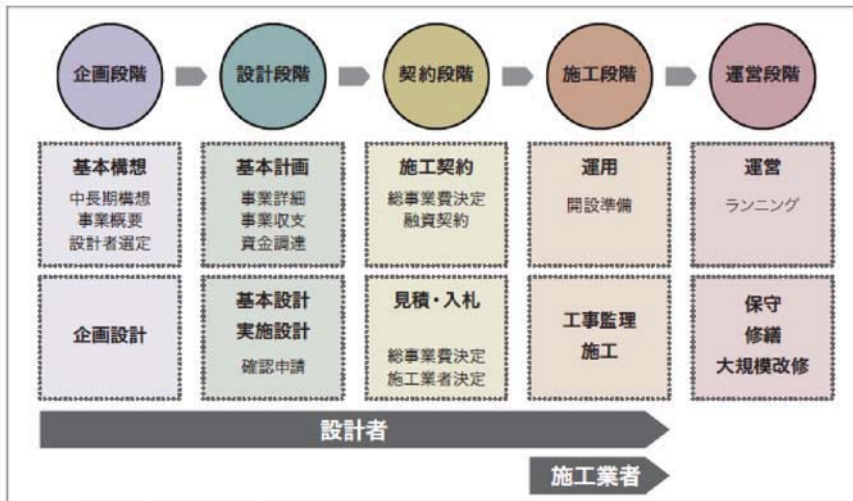 企画段階
設計段階
契約段階
施工段階
運営段階
基本構想
中長期構想
事業概要
設計者選定
基本計画
事業詳細
事業収支
資金調達
施工契約
総事業費決定
融資契約
運用
開設準備
運営
ランニング
企画設計
基本設計
実施設計
確認申請
見積・入札
総事業費決定
施工業者決定
工事監理
施工
保守
修繕
大規模改修
設計者
施工業者